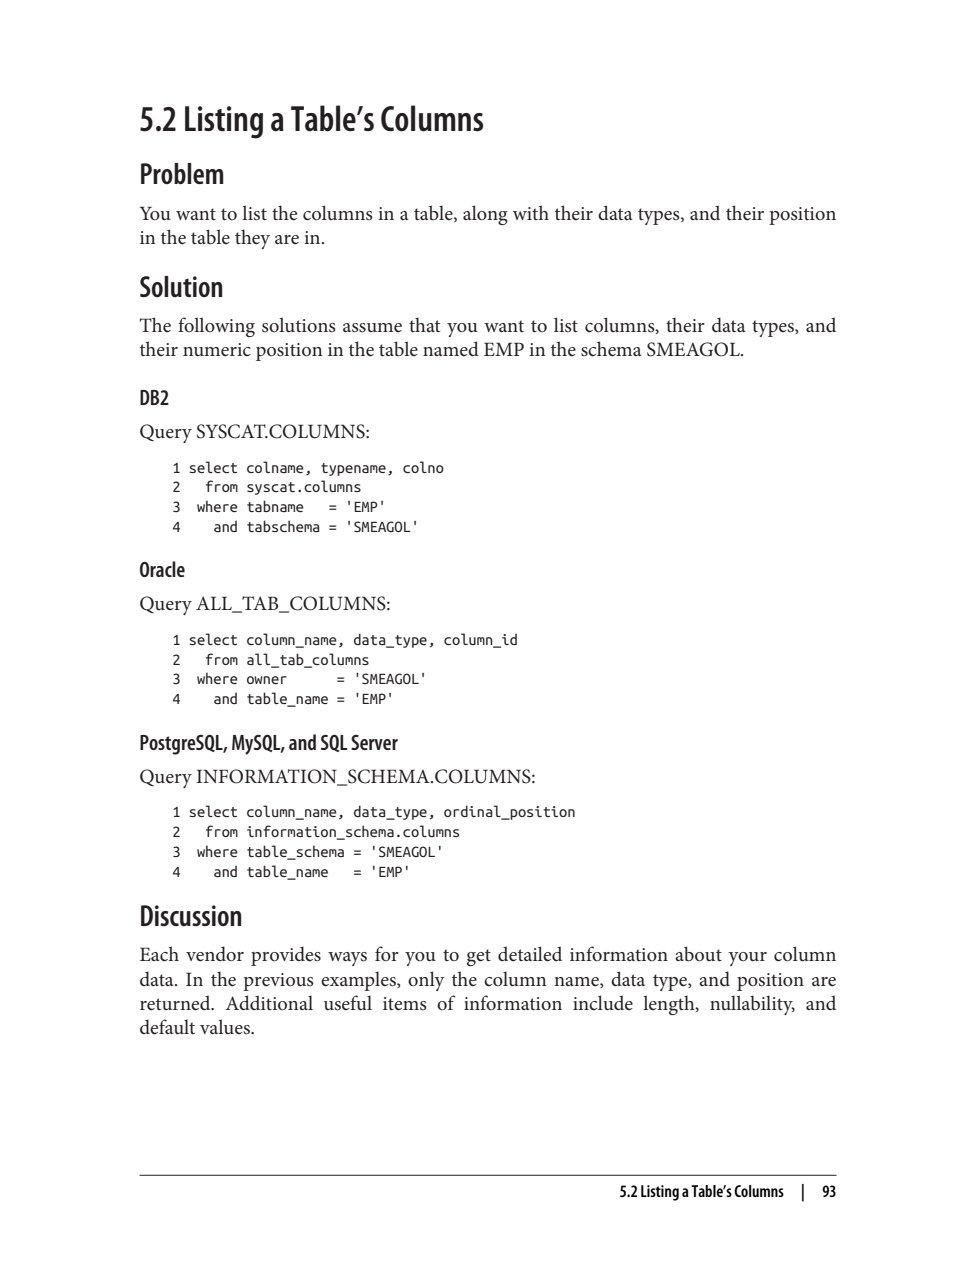 5.2 Listing a Table’s Columns
Problem
You want to list the columns in a table, along with their data types, and their position
in the table they are in.
Solution
The following solutions assume that you want to list columns, their data types, and
their numeric position in the table named EMP in the schema SMEAGOL.
DB2
Query SYSCAT.COLUMNS:
1 select colname, typename, colno
2   from syscat.columns
3  where tabname   = 'EMP'
4    and tabschema = 'SMEAGOL'
Oracle
Query ALL_TAB_COLUMNS:
1 select column_name, data_type, column_id
2   from all_tab_columns
3  where owner      = 'SMEAGOL'
4    and table_name = 'EMP'
PostgreSQL, MySQL, and SQL Server
Query INFORMATION_SCHEMA.COLUMNS:
1 select column_name, data_type, ordinal_position
2   from information_schema.columns
3  where table_schema = 'SMEAGOL'
4    and table_name   = 'EMP'
Discussion
Each vendor provides ways for you to get detailed information about your column
data. In the previous examples, only the column name, data type, and position are
returned. Additional useful items of information include length, nullability, and
default values.
5.2 Listing a Table’s Columns | 93